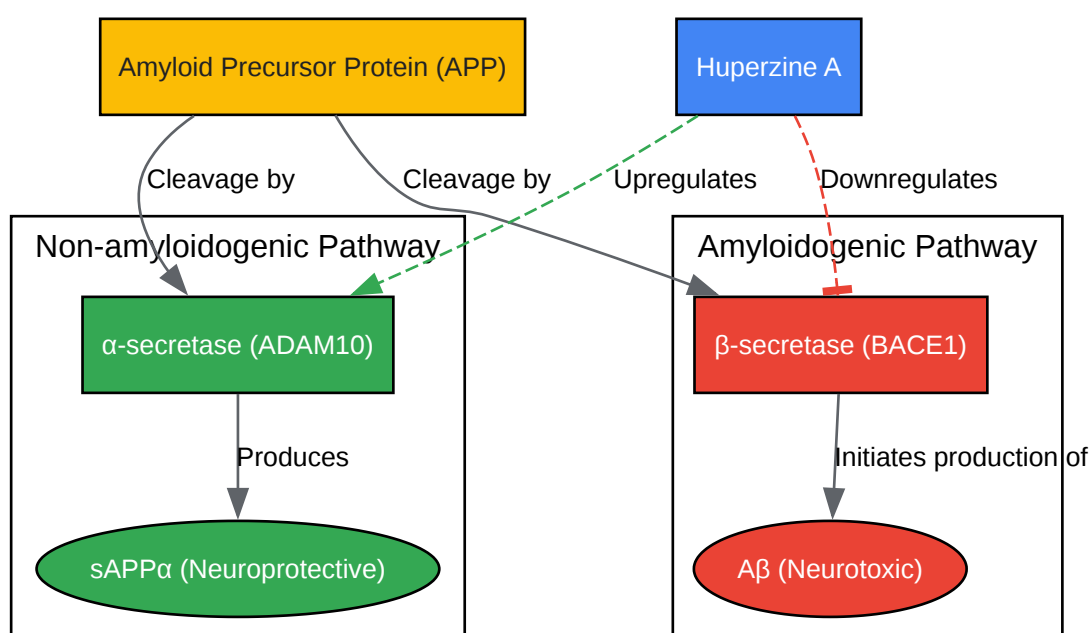 Amyloid Precursor Protein (APP)
Huperzine A
Cleavage by
Cleavage by
Upregulates
Downregulates
Non-amyloidogenic Pathway
Amyloidogenic Pathway
α-secretase (ADAM10)
β-secretase (BACE1)
Produces
Initiates production of
sAPPα (Neuroprotective)
Aβ (Neurotoxic)